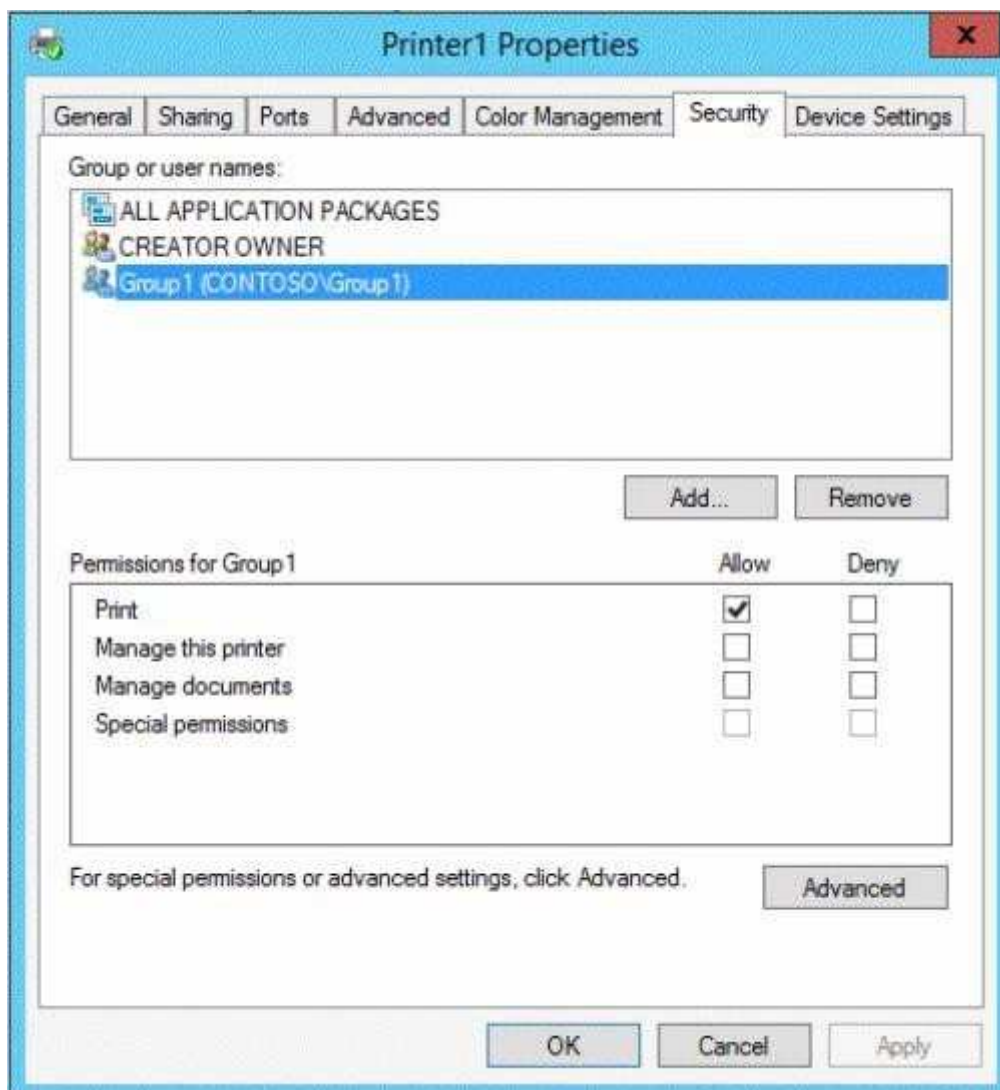 Printer1 Properties
X
General Sharing Ports Advanced Color Management Security Device Settings
Group or user names:
ALL APPLICATION PACKAGES
CREATOR OWNER
Group1 (CONTOSO\Group1)
Add... Remove
Permissions for Group1 Allow Deny
Print
Manage this printer
Manage documents
Special permissions
For special permissions or advanced settings, click Advanced. Advanced
OK Cancel Apply